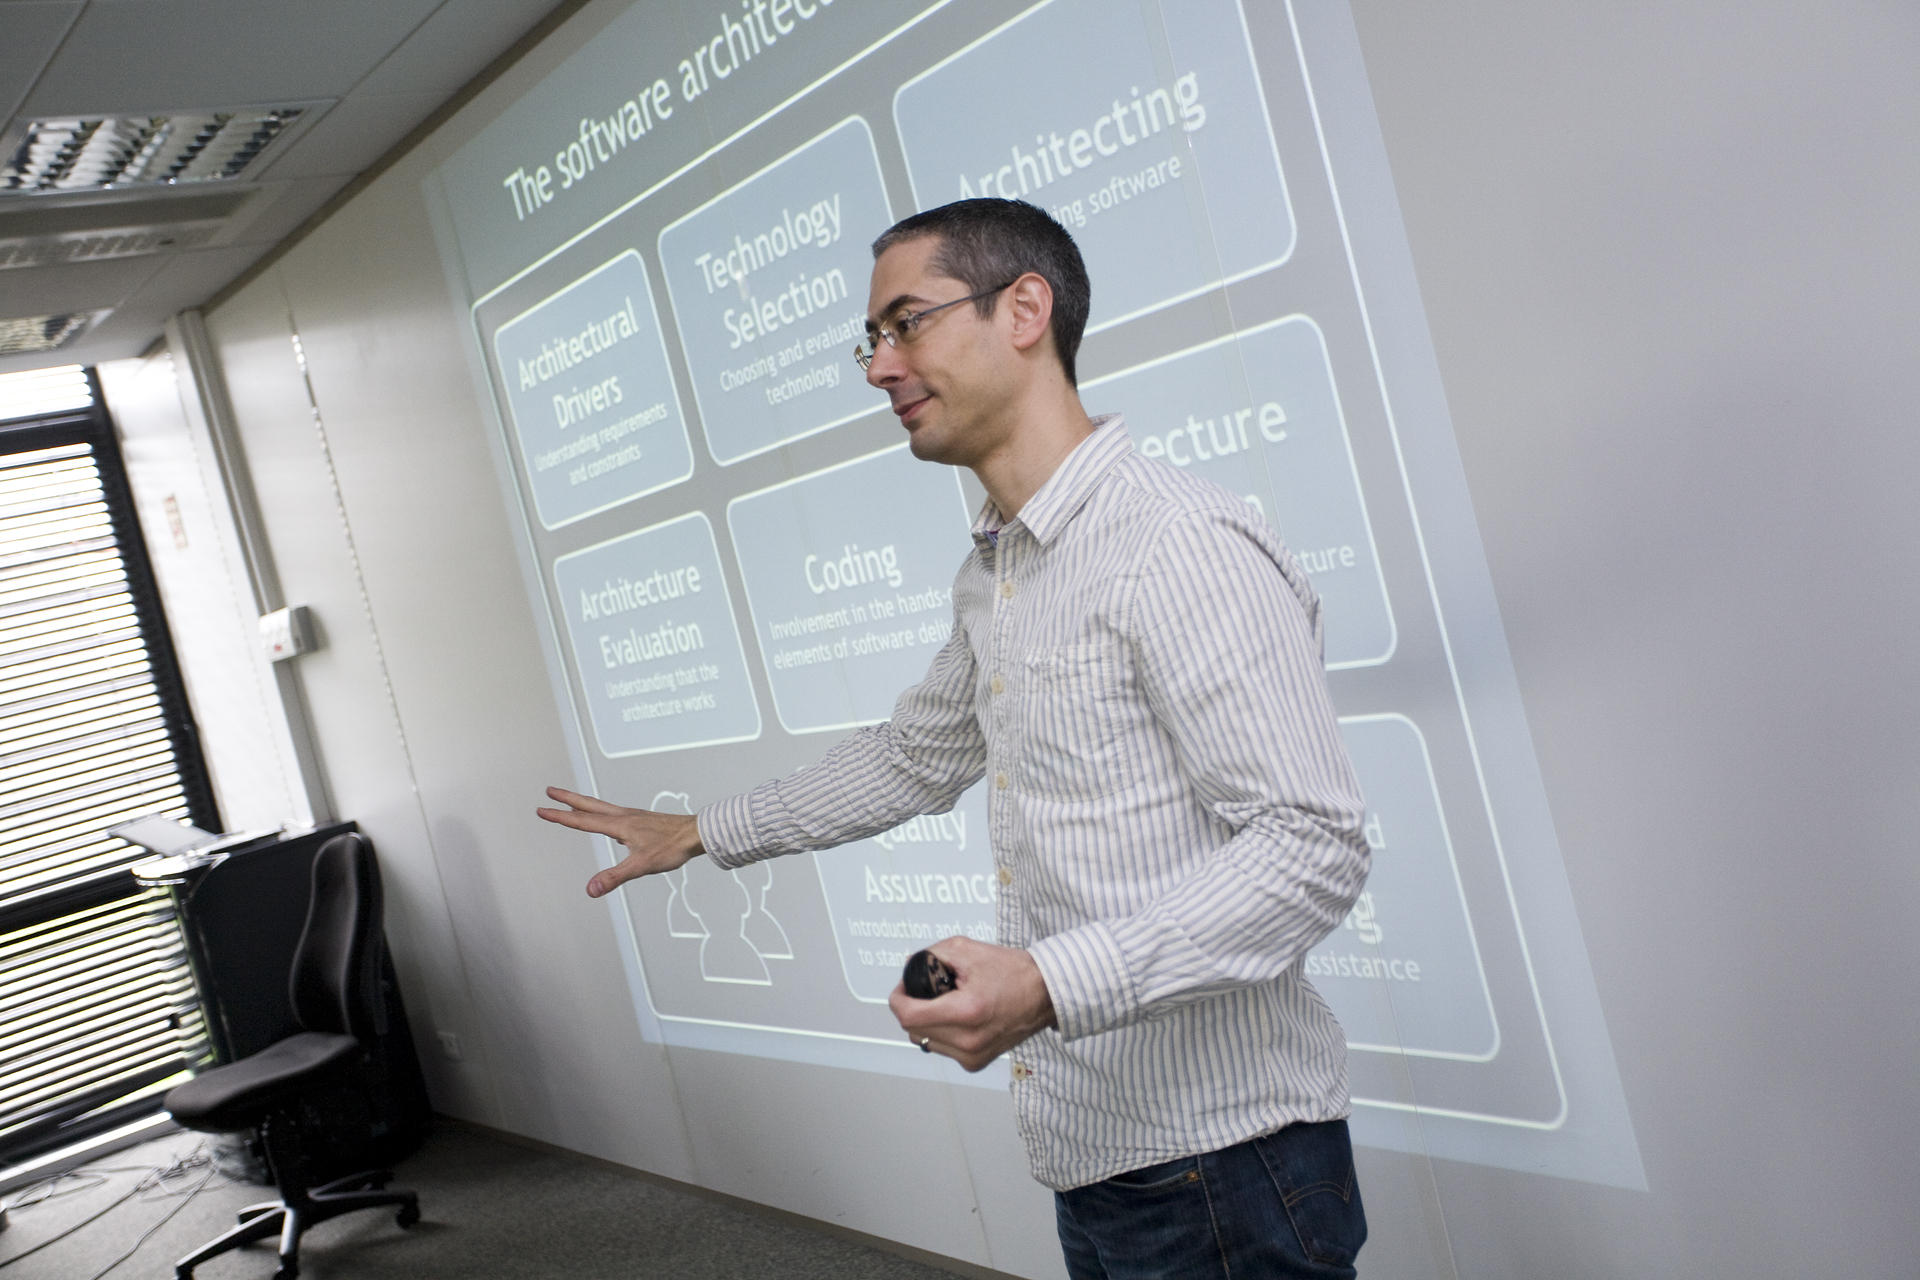 The software architec
Architectural
Drivers
Understanding requirements
and constraints
Technology
Selection
Choosing and evaluatin
technology
Architecting
ing software
Architecture
Evaluation
Understanding that the
architecture works
Coding
Involvement in the hands-o
elements of software deliv
ecture
cture
Quality
Assurance
Introduction and adh
to stand
d
g
assistance